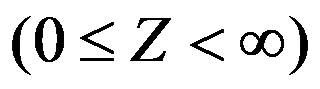 (0 ≤ Z < ∞)